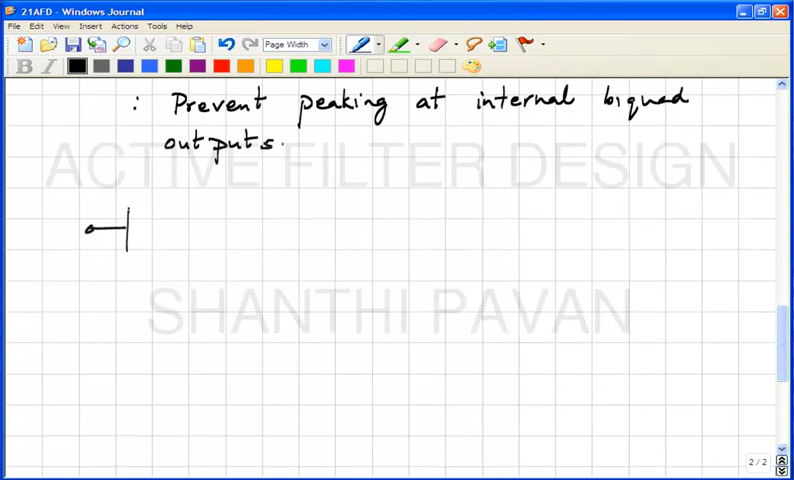 21AFD - Windows Journal
File Edit View Insert Actions Tools Help
Page Width
B I
: Prevent peaking at internal biquad
outputs.
ACTIVE FILTER DESIGN
SHANTHI PAVAN
2 / 2